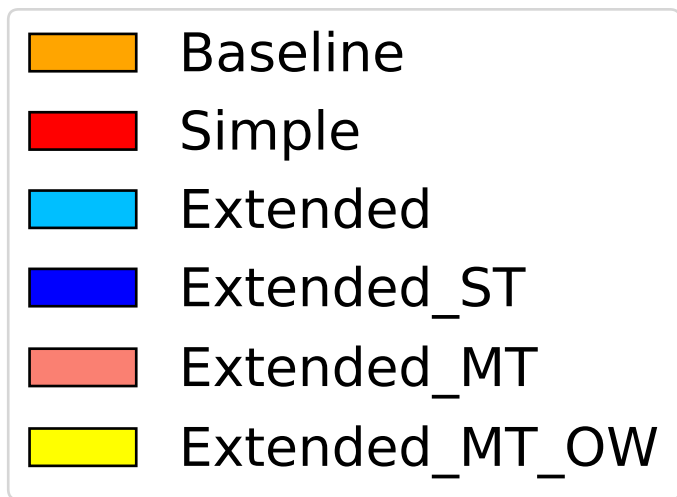 Baseline
Simple
Extended
Extended_ST
Extended_MT
Extended_MT_OW